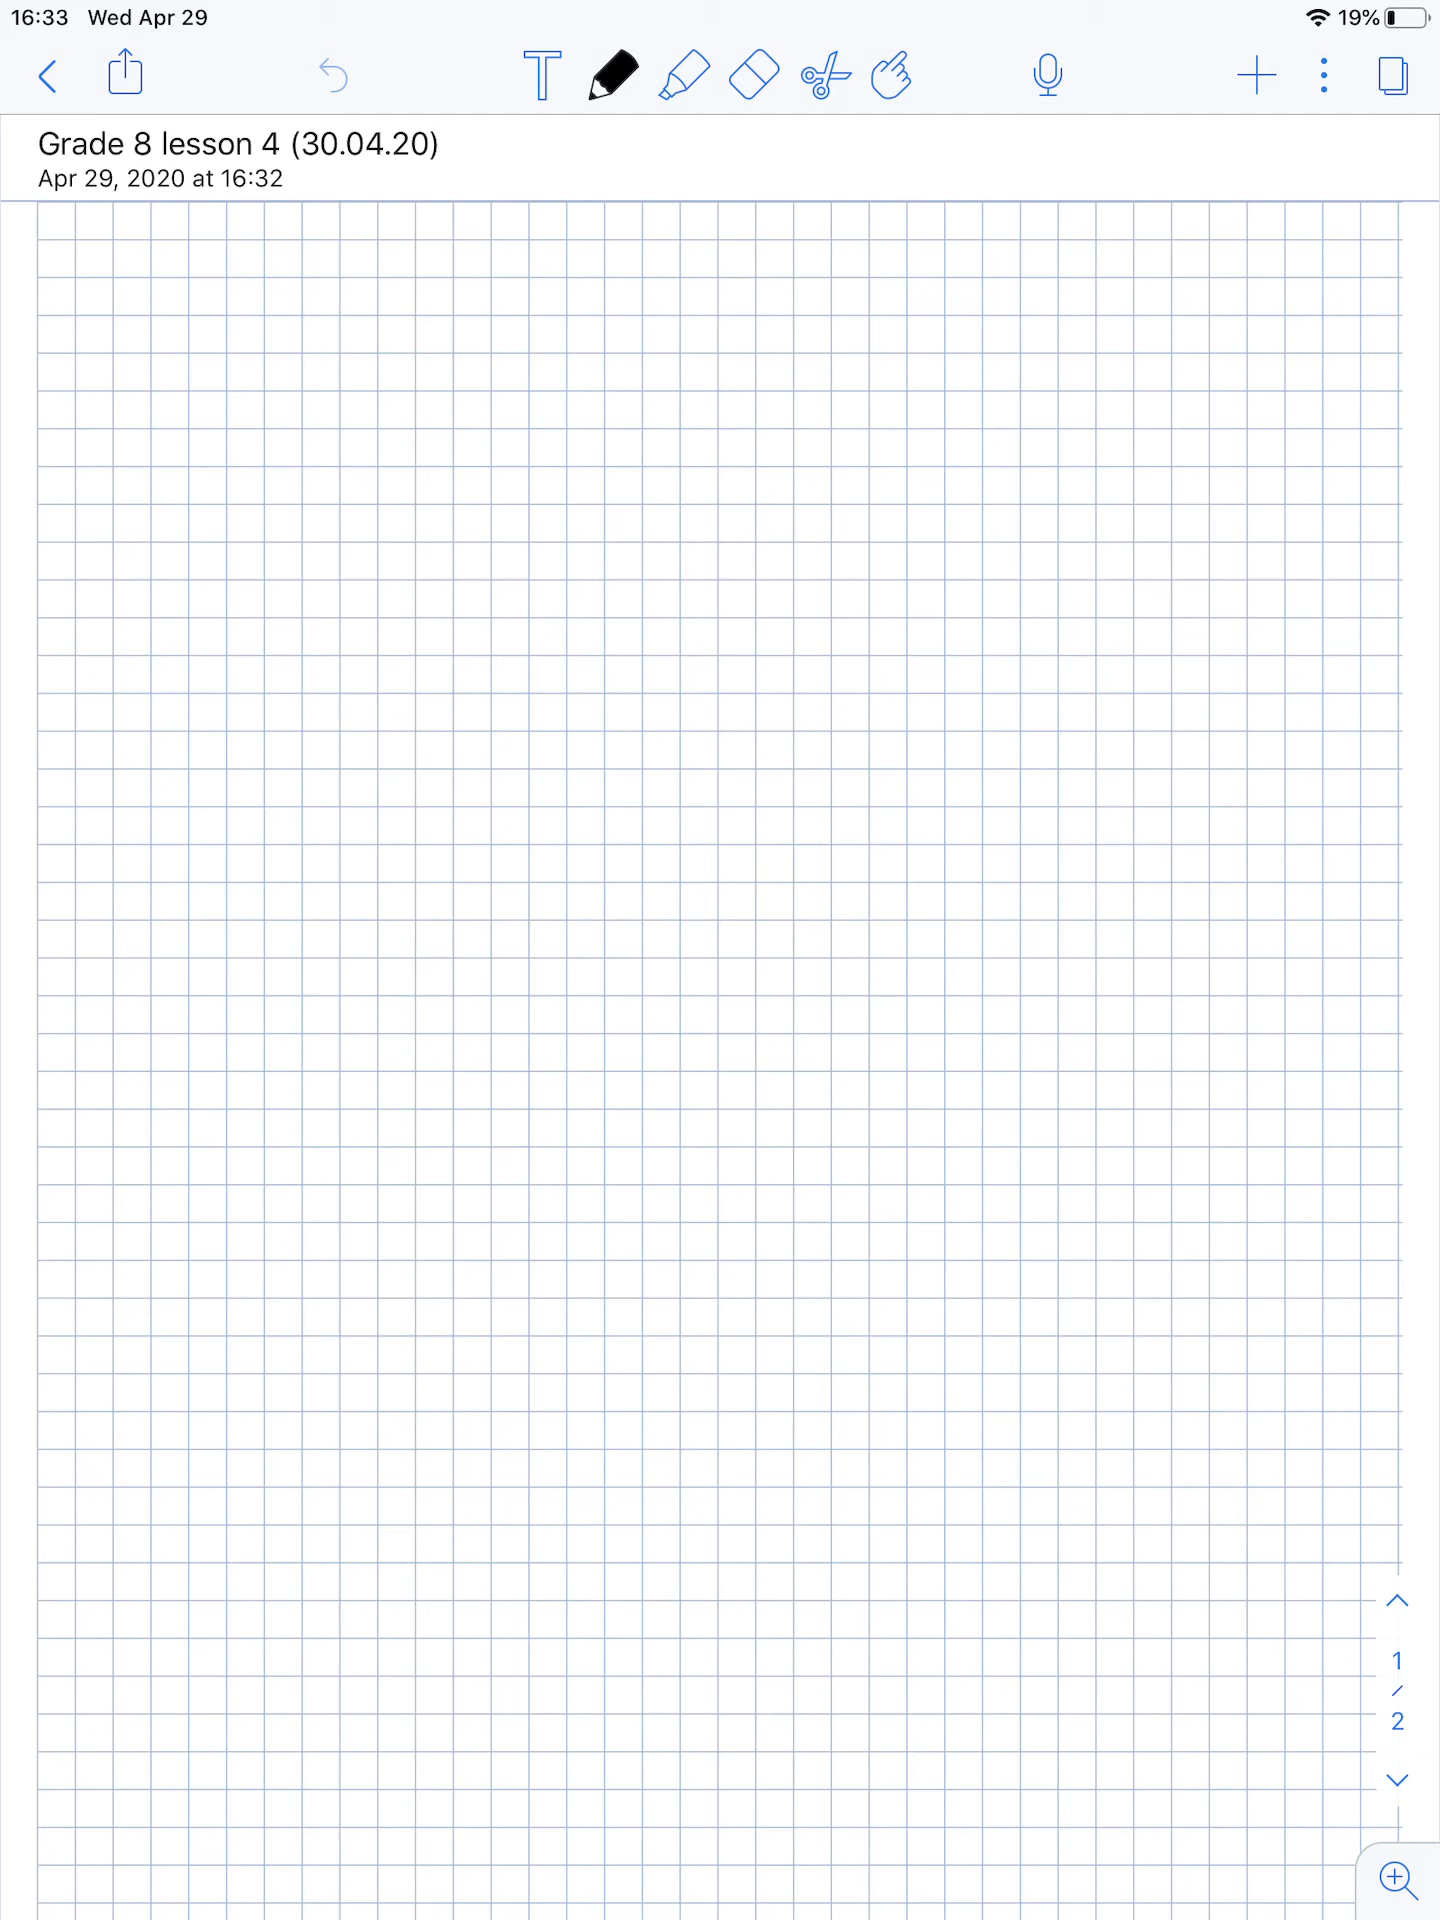 16:33 Wed Apr 29
19%
Grade 8 lesson 4 (30.04.20)
Apr 29, 2020 at 16:32
1
/
2